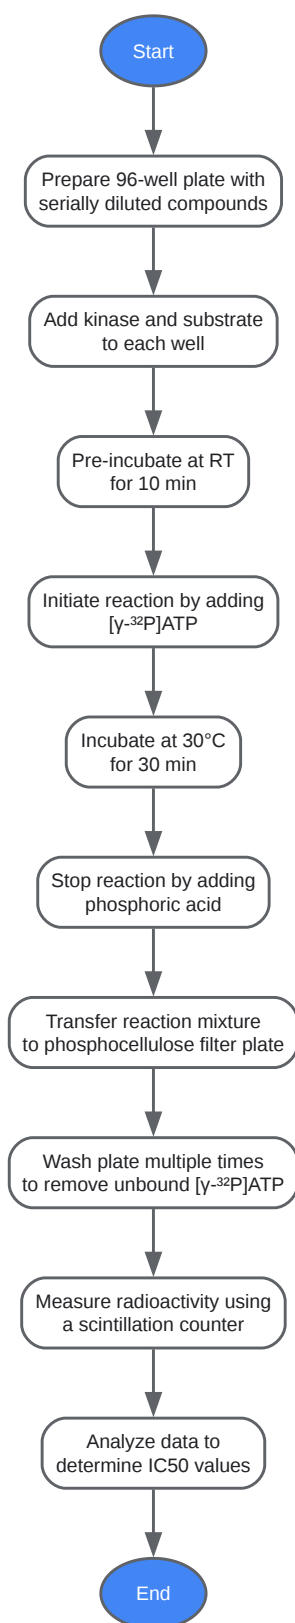 Start
Prepare 96-well plate with
serially diluted compounds
Add kinase and substrate
to each well
Pre-incubate at RT
for 10 min
Initiate reaction by adding
[γ-³²P]ATP
Incubate at 30°C
for 30 min
Stop reaction by adding
phosphoric acid
Transfer reaction mixture
to phosphocellulose filter plate
Wash plate multiple times
to remove unbound [γ-³²P]ATP
Measure radioactivity using
a scintillation counter
Analyze data to
determine IC50 values
End